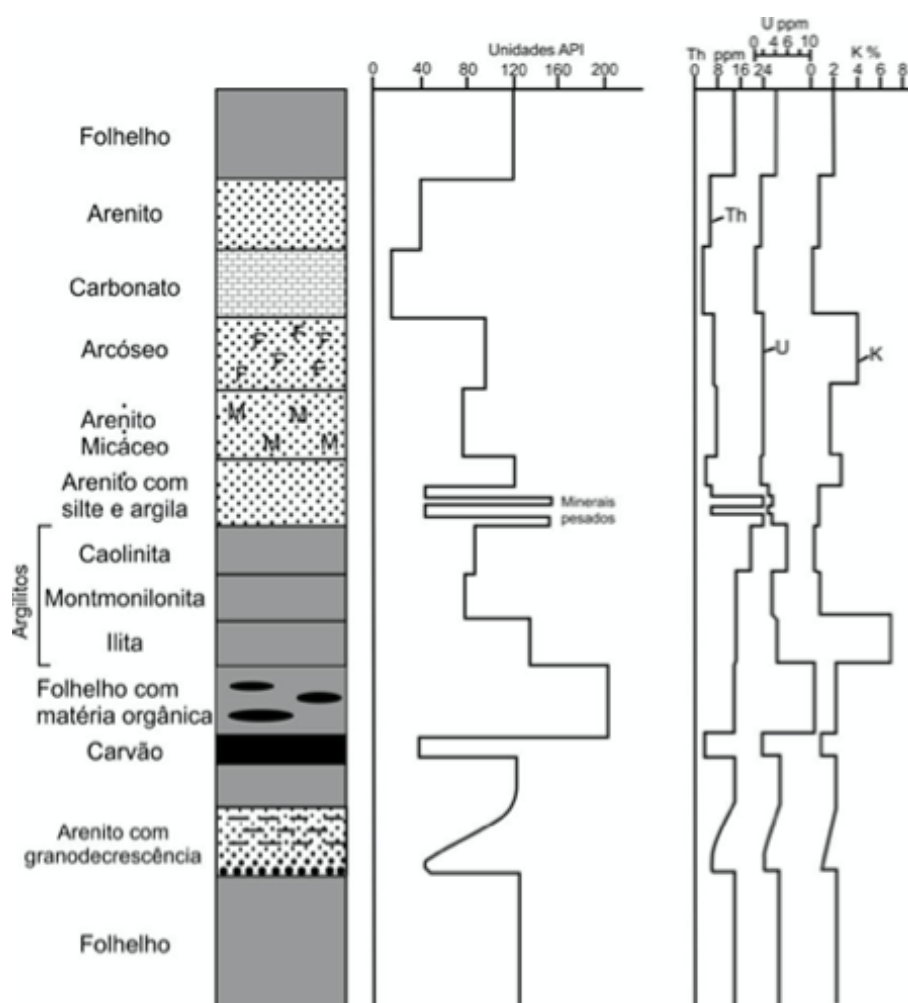 U ppm
Unidades API
0 4 6 10
Th ppm
K %
0 40 80 120 160 200
0 8 16 24
0 2 4 6 8
Folhelho
Arenito
Th
Carbonato
Arcóseo
F F F F F F
U
K
Arenito
Micáceo
M M M M
Arenito com
silte e argila
Minerais
pesados
Argilitos
Caolinita
Montmonilonita
Ilita
Folhelho com
matéria orgânica
Carvão
Arenito com
granodecrescência
Folhelho